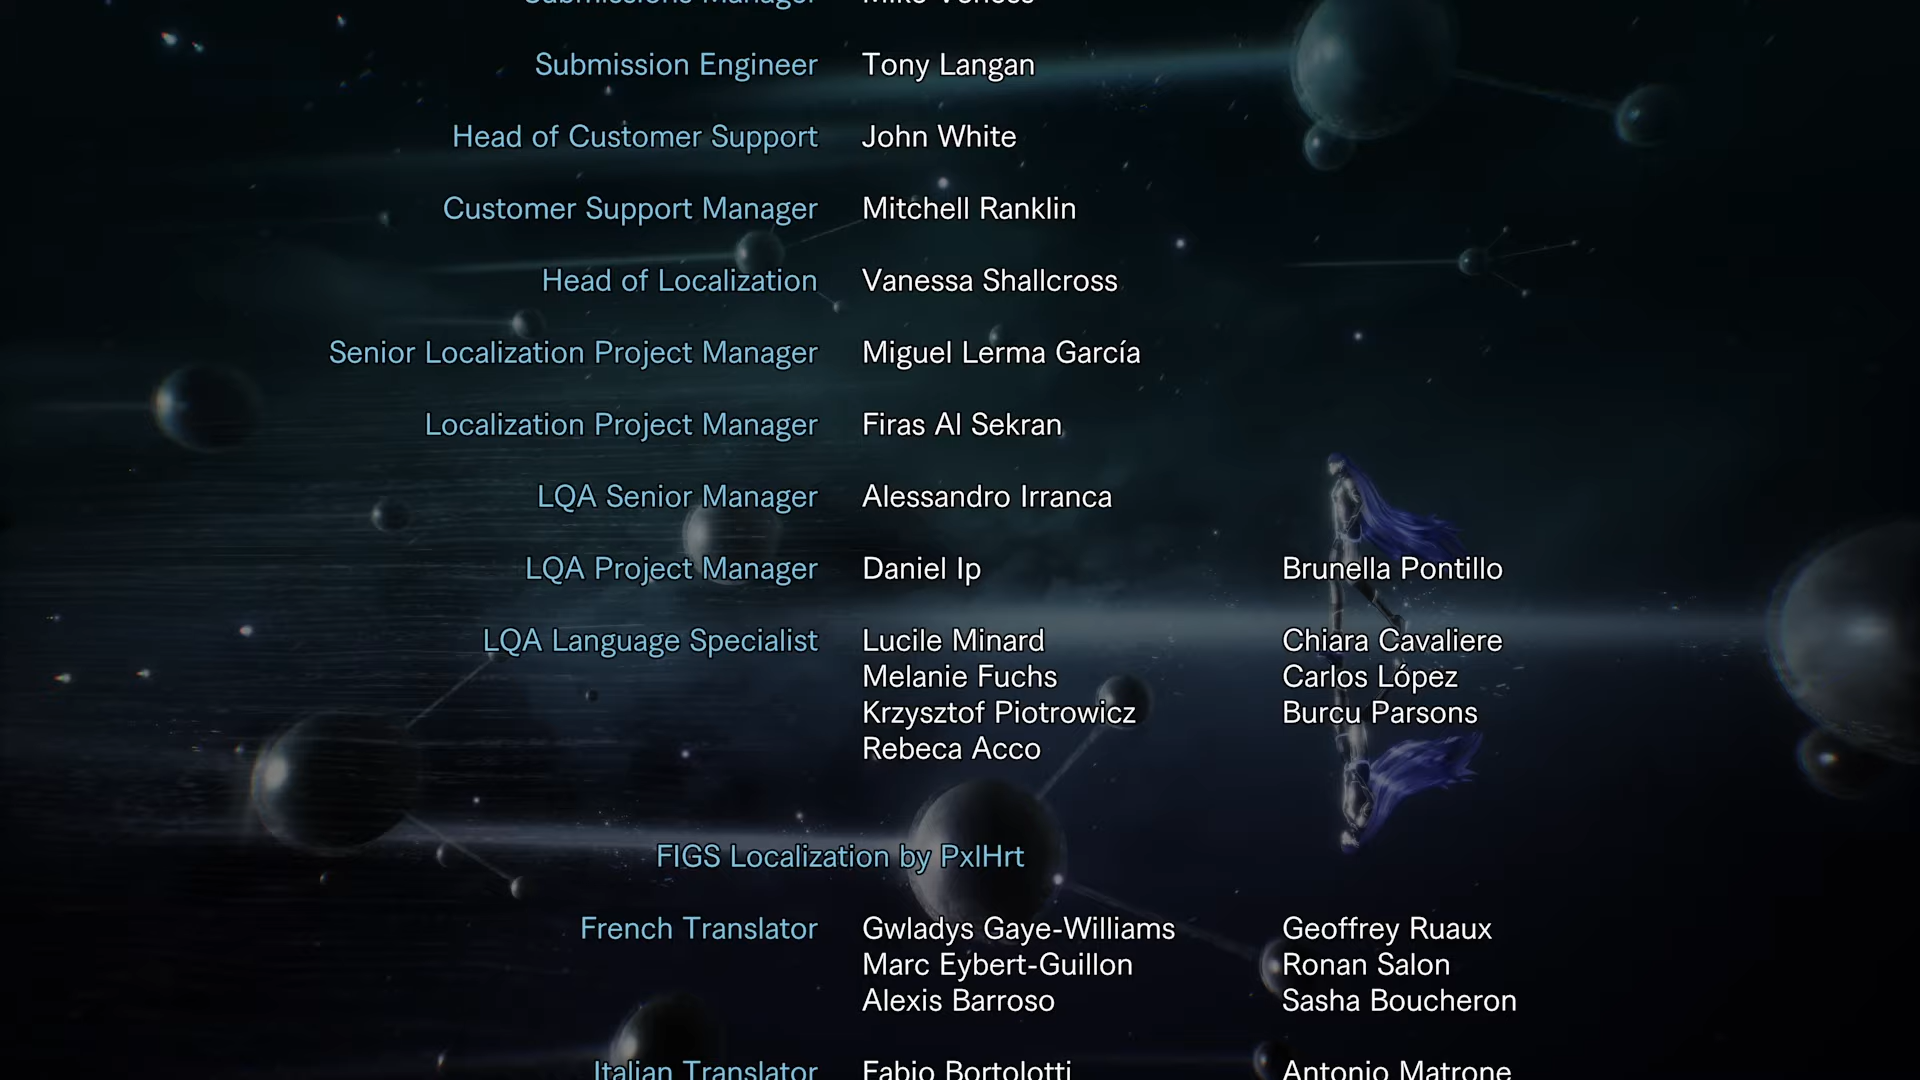 Submissions Manager Mike Veness
Submission Engineer Tony Langan
Head of Customer Support John White
Customer Support Manager Mitchell Ranklin
Head of Localization Vanessa Shallcross
Senior Localization Project Manager Miguel Lerma García
Localization Project Manager Firas Al Sekran
LQA Senior Manager Alessandro Irranca
LQA Project Manager Daniel Ip Brunella Pontillo
LQA Language Specialist Lucile Minard Chiara Cavaliere
Melanie Fuchs Carlos López
Krzysztof Piotrowicz Burcu Parsons
Rebeca Acco
FIGS Localization by PxlHrt
French Translator Gwladys Gaye-Williams Geoffrey Ruaux
Marc Eybert-Guillon Ronan Salon
Alexis Barroso Sasha Boucheron
Italian Translator Fabio Bortolotti Antonio Matrone